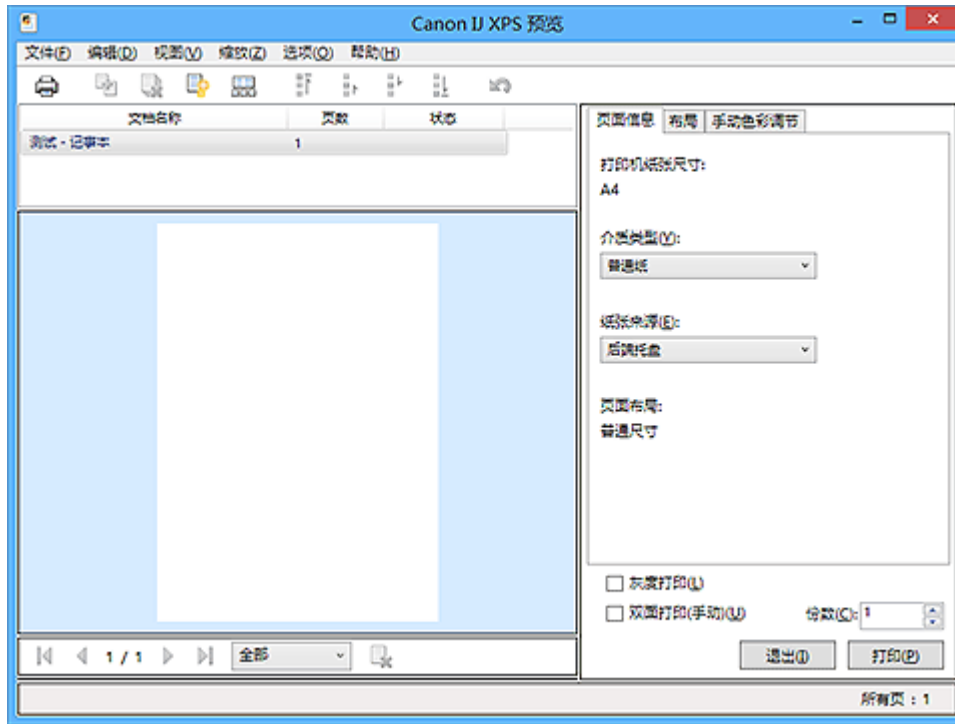 Canon IJ XPS 预览
文件(F) 编辑(D) 视图(V) 缩放(Z) 选项(O) 帮助(H)
文档名称 页数 状态
测试 - 记事本 1
页面信息 布局 手动色彩调节
打印机纸张尺寸:
A4
介质类型(Y):
普通纸
纸张来源(E):
后端托盘
页面布局:
普通尺寸
灰度打印(L)
双面打印(手动)(U) 份数(C): 1
1 / 1 全部
退出(I) 打印(P)
所有页 : 1